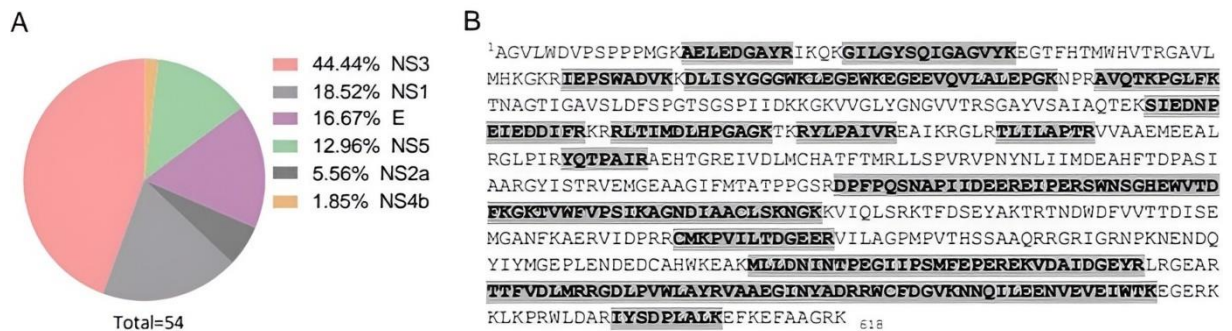 A
44.44% NS3
18.52% NS1
16.67% E
12.96% NS5
5.56% NS2a
1.85% NS4b
Total=54
B
1AGVLWDVPSPPPMGKAELEDGAYRIKQKGILGYSQIGAGVYKEGTFHTMWHVTRGAVL
MHKGKRIEPSWADVKKDLISYGGGWKLEGEWKEGEEVQVLALEPGKNPRAVQTKPGLFK
TNAGTIGAVSLDFSPGTSGSPIIDKKGKVVGLYGNGVVTRSGAYVSAIAQTEKSIEDNP
EIEDDIFRKRRLTIMDLHPGAGKTKRYLPAIVREAIKRGLRTLILAPTRVVAAEMEEAL
RGLPIRYQTPAIRAEHTGREIVDLMCHATFTMRLLSPVRVPNYNLIIMDEAHFTDPASI
AARGYISTRVEMGEAAGIFMTATPPGSRDPFPQSNAPIIDEEREIPERSWNSGHEWVTD
FKGKTVWFVPSIKAGNDIAACLSKNGKKVIQLSRKTFDSEYAKTRTNDWDFVVTTDISE
MGANFKAERVIDPRRCMKPVILTDGEERVILAGPMPVTHSSAAQRRGRIGRNPKNENDQ
YIYMGEPLENDEDCAHWKEAKMLLDNINTPEGIIPSMFEPEREKVDAIDGEYRLRGEAR
TTFVDLMRRGDLPVWLAYRVAAEGINYADRRWCFDGVKNNQILEENVEVEIWTKEGERK
KLKPRWLDARIYSDPLALKEFKEFAAGRK 618